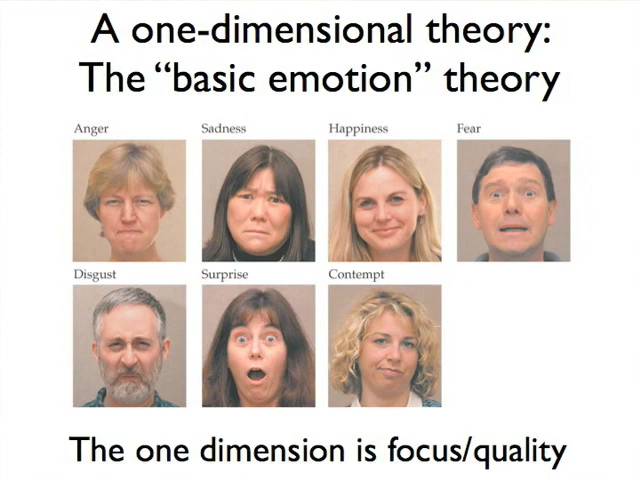 A one-dimensional theory:
The “basic emotion” theory
Anger Sadness Happiness Fear
Disgust Surprise Contempt
The one dimension is focus/quality